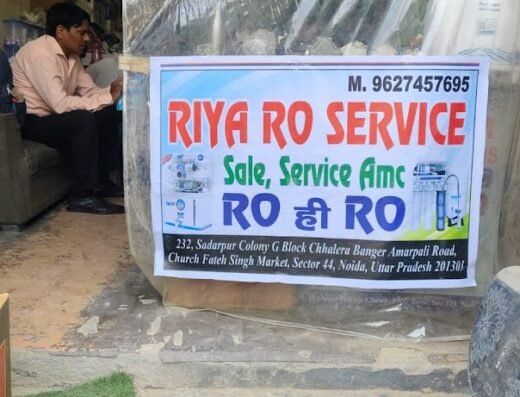 M. 9627457695
RIYA RO SERVICE
Sale, Service Amc
RO ही RO
232, Sadarpur Colony G Block Chhalera Banger Amarpali Road,
Church Fateh Singh Market, Sector 44, Noida, Uttar Pradesh 201301